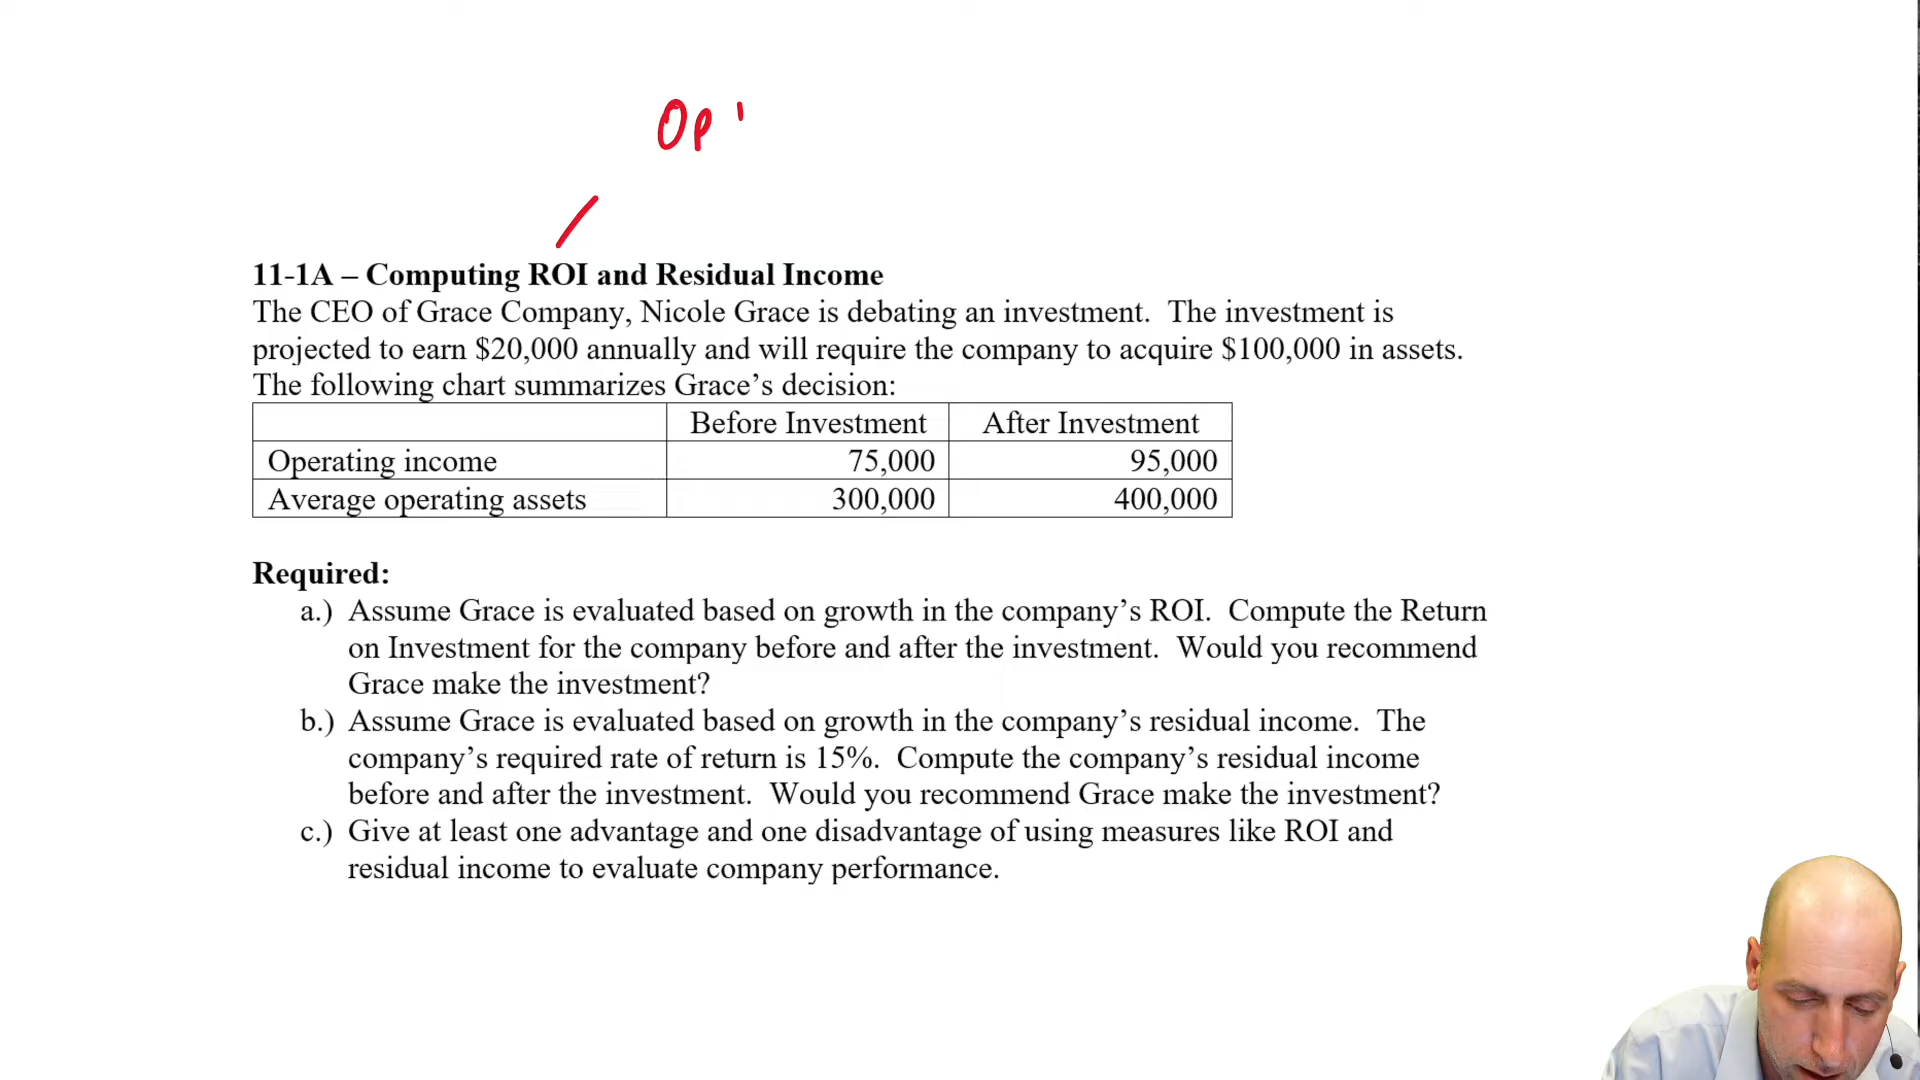 Op '
11-1A – Computing ROI and Residual Income
The CEO of Grace Company, Nicole Grace is debating an investment.  The investment is
projected to earn $20,000 annually and will require the company to acquire $100,000 in assets.
The following chart summarizes Grace’s decision:
Before Investment After Investment
Operating income 75,000 95,000
Average operating assets 300,000 400,000
Required:
a.) Assume Grace is evaluated based on growth in the company’s ROI.  Compute the Return
on Investment for the company before and after the investment.  Would you recommend
Grace make the investment?
b.) Assume Grace is evaluated based on growth in the company’s residual income.  The
company’s required rate of return is 15%.  Compute the company’s residual income
before and after the investment.  Would you recommend Grace make the investment?
c.) Give at least one advantage and one disadvantage of using measures like ROI and
residual income to evaluate company performance.